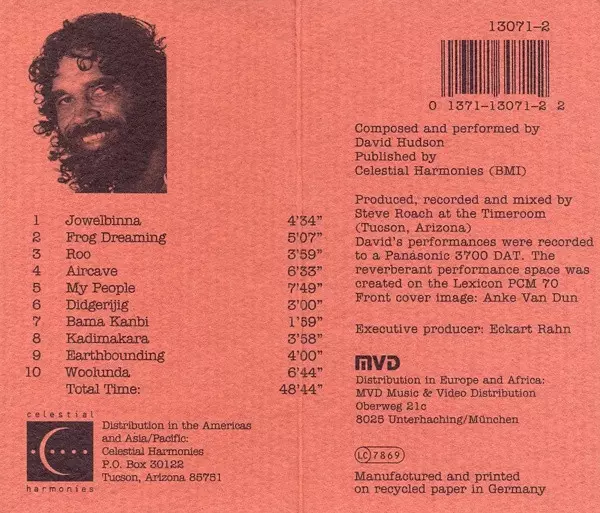 1 Jowelbinna 4'34"
2 Frog Dreaming 5'07"
3 Roo 3'59"
4 Aircave 6'33"
5 My People 7'49"
6 Didgerijig 3'00"
7 Bama Kanbi 1'59"
8 Kadimakara 3'58"
9 Earthbounding 4'00"
10 Woolunda 6'44"
Total Time: 48'44"
celestial
harmonies
Distribution in the Americas
and Asia/Pacific:
Celestial Harmonies
P.O. Box 30122
Tucson, Arizona 85751
13071-2
0 1371-13071-2 2
Composed and performed by
David Hudson
Published by
Celestial Harmonies (BMI)
Produced, recorded and mixed by
Steve Roach at the Timeroom
(Tucson, Arizona)
David's performances were recorded
to a Panasonic 3700 DAT. The
reverberant performance space was
created on the Lexicon PCM 70
Front cover image: Anke Van Dun
Executive producer: Eckart Rahn
MVD
Distribution in Europe and Africa:
MVD Music & Video Distribution
Oberweg 21c
8025 Unterhaching/München
LC 7869
Manufactured and printed
on recycled paper in Germany